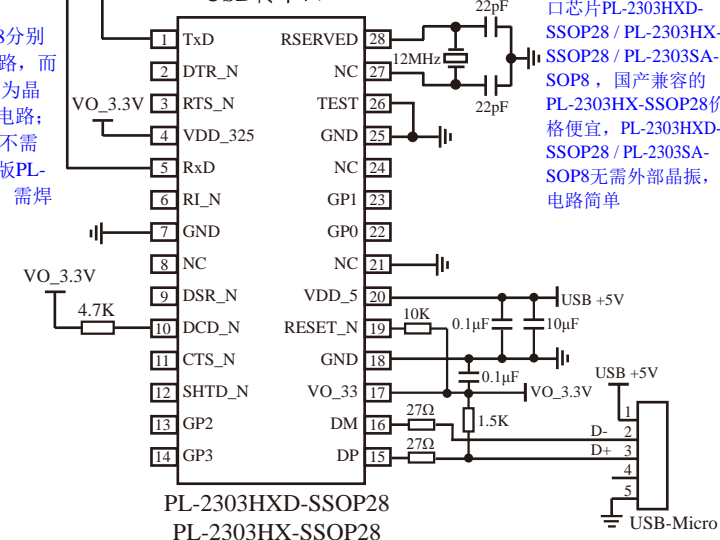 22pF
口芯片PL-2303HXD-
SSOP28 / PL-2303HX-
SSOP28 / PL-2303SA-
SOP8 ，国产兼容的
PL-2303HX-SSOP28价
格便宜，PL-2303HXD-
SSOP28 / PL-2303SA-
SOP8无需外部晶振，
电路简单
8分别
路，而
为晶
电路；
不需
版PL-
需焊
VO_3.3V
1 TxD
2 DTR_N
3 RTS_N
4 VDD_325
5 RxD
6 RI_N
7 GND
8 NC
9 DSR_N
10 DCD_N
11 CTS_N
12 SHTD_N
13 GP2
14 GP3
VO_3.3V
4.7K
RSERVED 28
NC 27
TEST 26
GND 25
NC 24
GP1 23
GP0 22
NC 21
VDD_5 20
RESET_N 19
GND 18
VO_33 17
DM 16
DP 15
12MHz
22pF
USB +5V
10K
0.1μF
10μF
0.1μF
VO_3.3V
1.5K
27Ω
27Ω
USB +5V
D-
D+
1
2
3
4
5
USB-Micro
PL-2303HXD-SSOP28
PL-2303HX-SSOP28